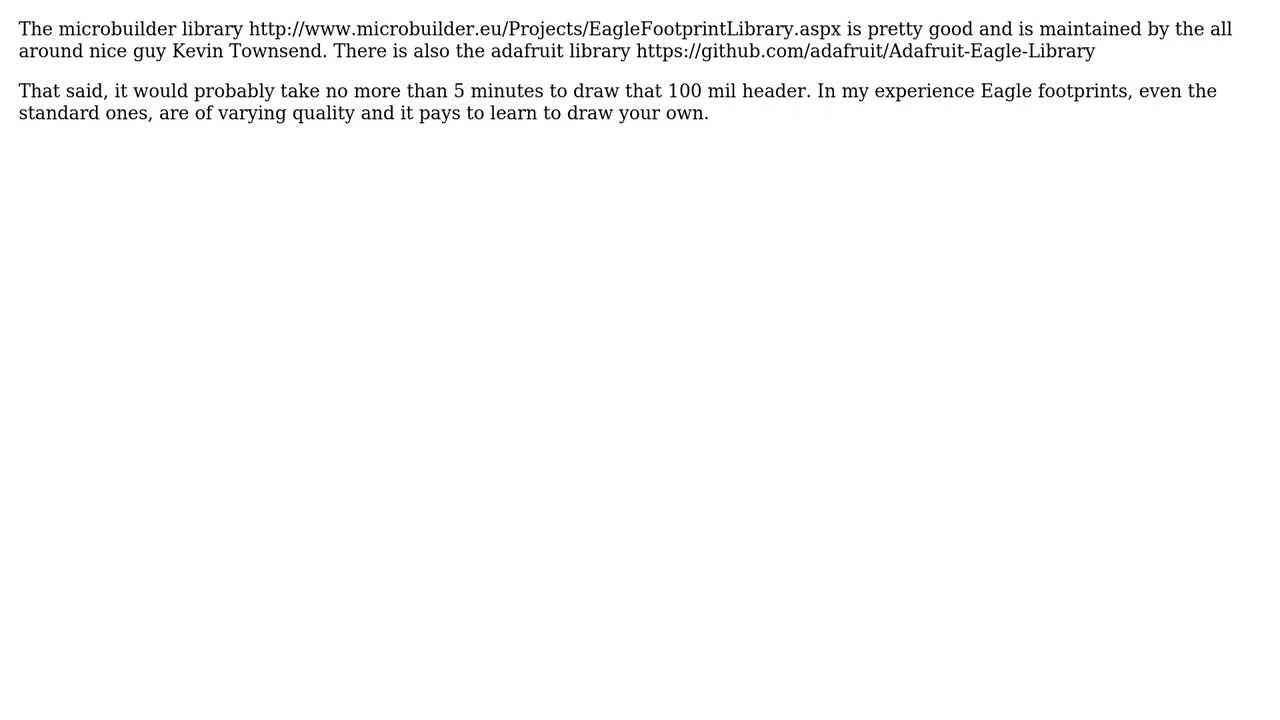 The microbuilder library http://www.microbuilder.eu/Projects/EagleFootprintLibrary.aspx is pretty good and is maintained by the all
around nice guy Kevin Townsend. There is also the adafruit library https://github.com/adafruit/Adafruit-Eagle-Library
That said, it would probably take no more than 5 minutes to draw that 100 mil header. In my experience Eagle footprints, even the
standard ones, are of varying quality and it pays to learn to draw your own.